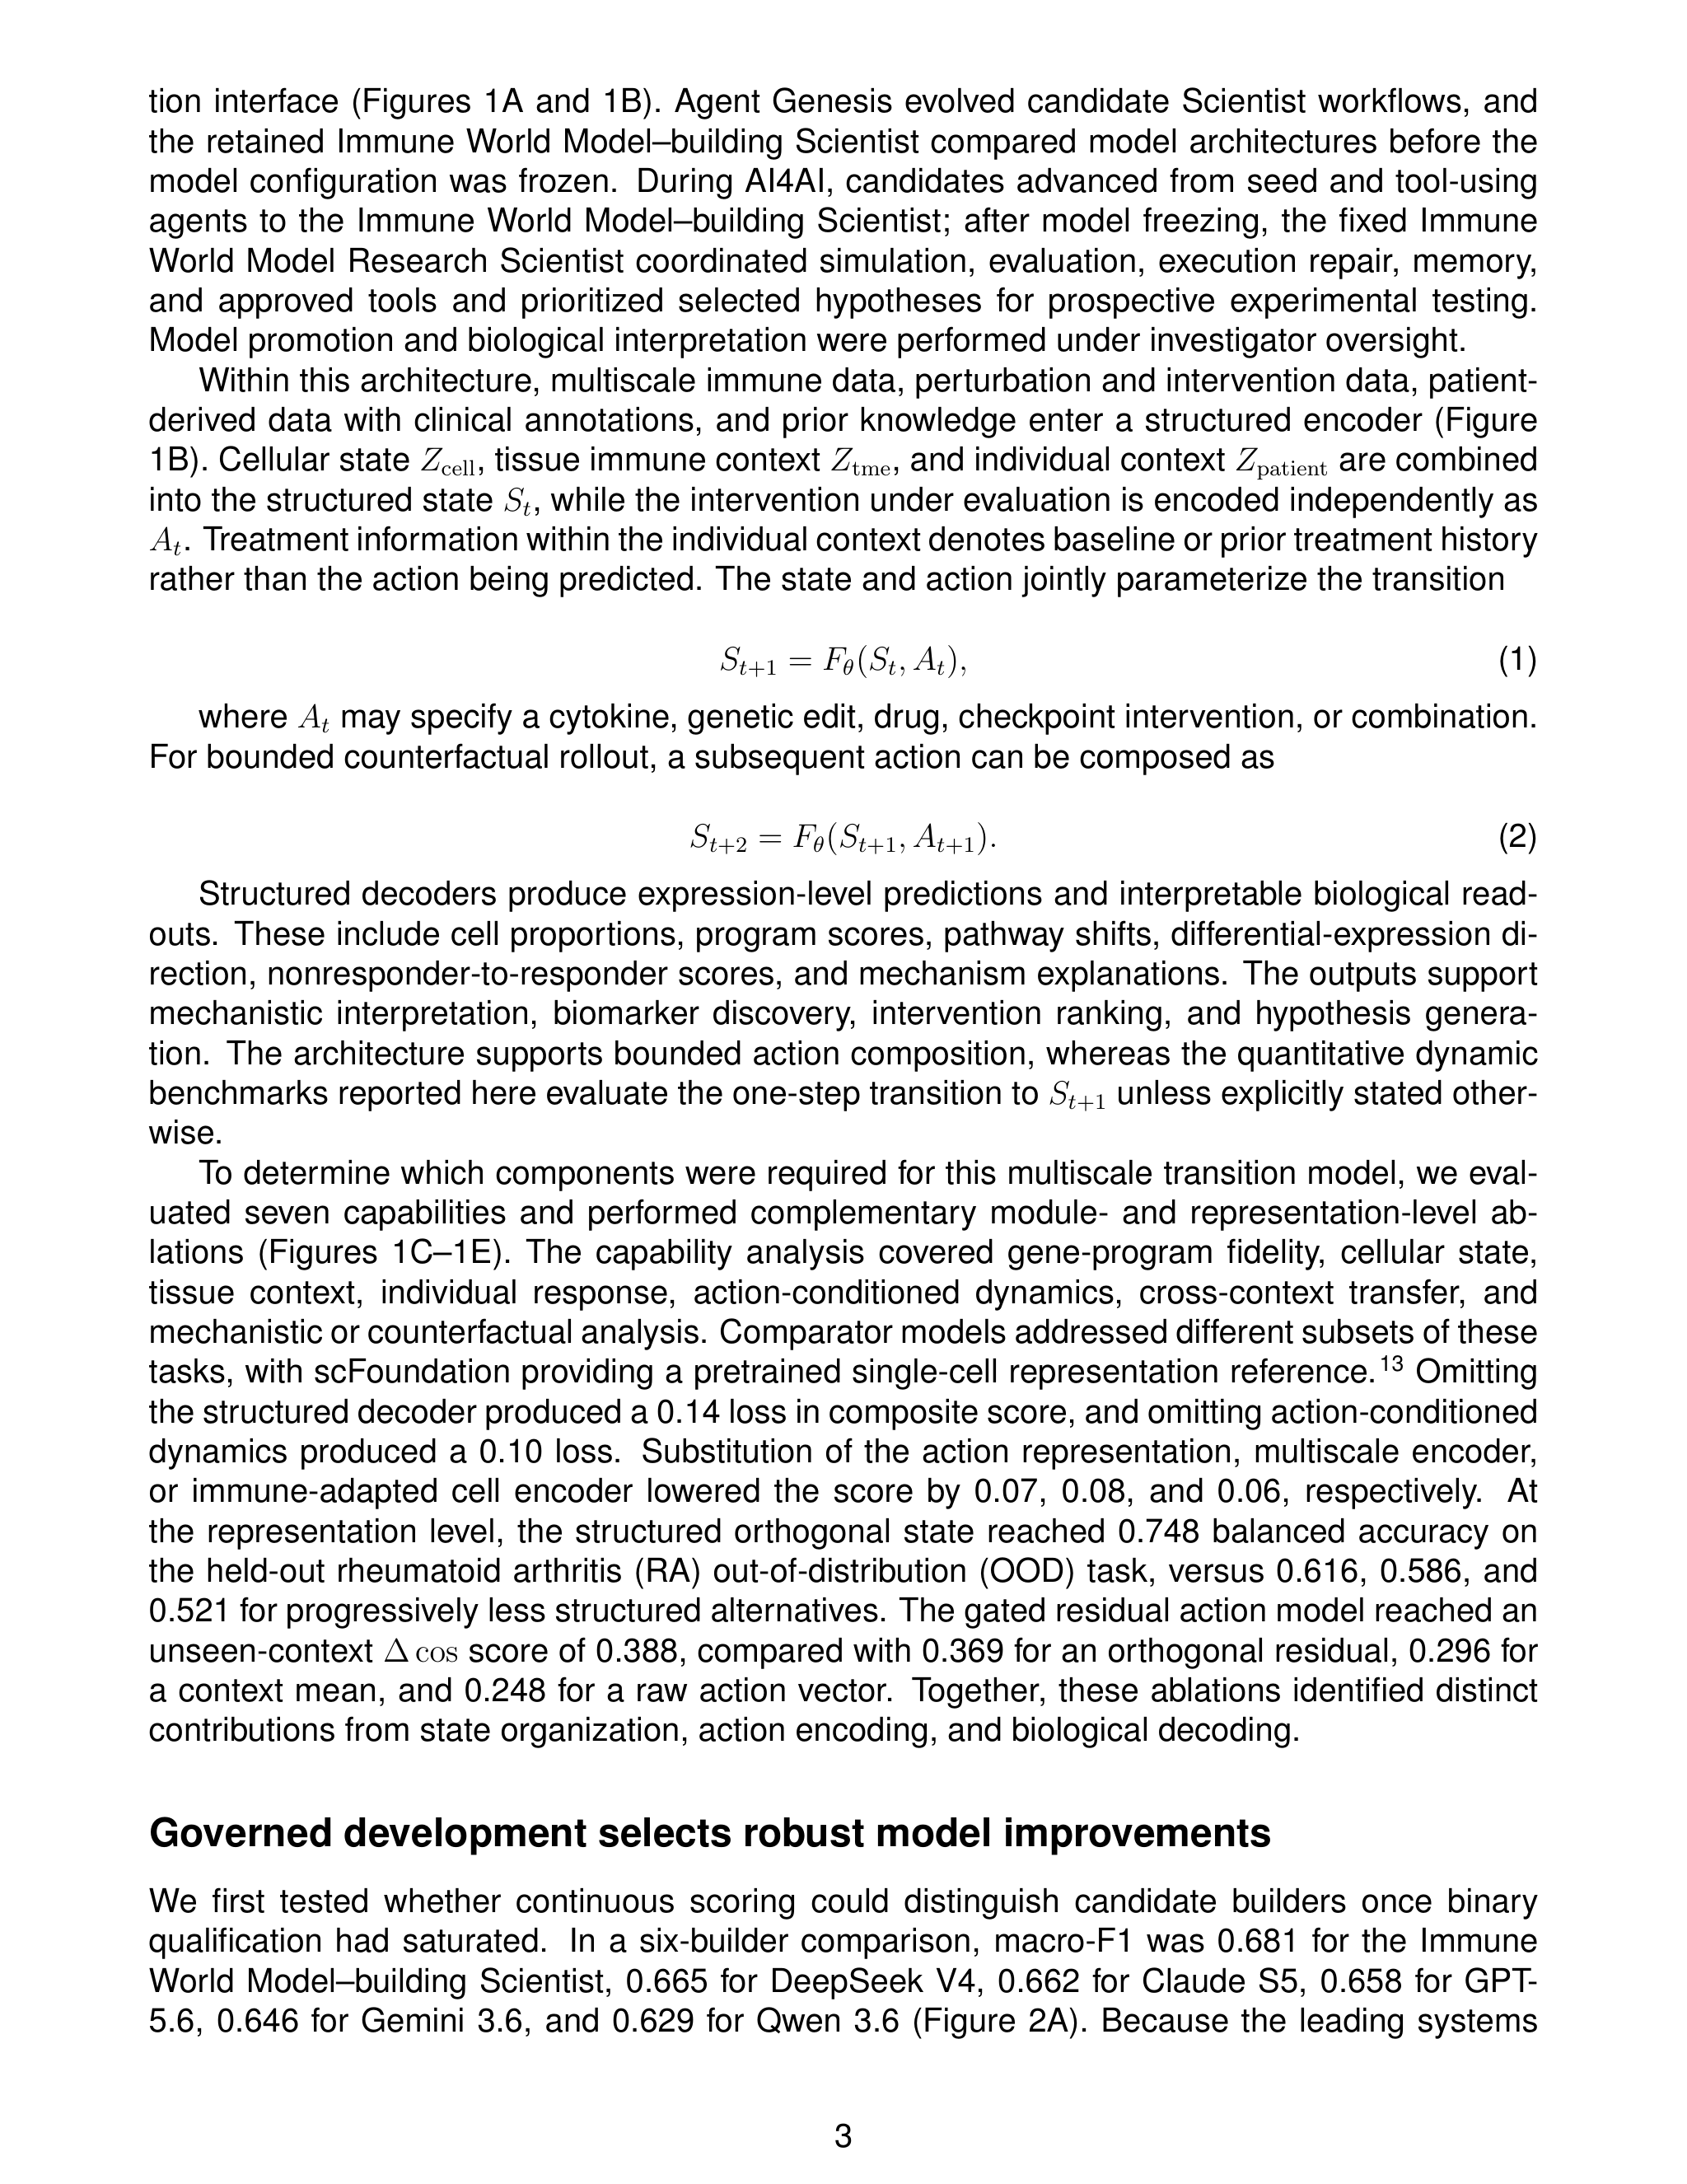 tion interface (Figures 1A and 1B). Agent Genesis evolved candidate Scientist workflows, and
the retained Immune World Model–building Scientist compared model architectures before the
model configuration was frozen. During AI4AI, candidates advanced from seed and tool-using
agents to the Immune World Model–building Scientist; after model freezing, the fixed Immune
World Model Research Scientist coordinated simulation, evaluation, execution repair, memory,
and approved tools and prioritized selected hypotheses for prospective experimental testing.
Model promotion and biological interpretation were performed under investigator oversight.
Within this architecture, multiscale immune data, perturbation and intervention data, patient-
derived data with clinical annotations, and prior knowledge enter a structured encoder (Figure
1B). Cellular state $Z_{\text{cell}}$, tissue immune context $Z_{\text{tme}}$, and individual context $Z_{\text{patient}}$ are combined
into the structured state $S_t$, while the intervention under evaluation is encoded independently as
$A_t$. Treatment information within the individual context denotes baseline or prior treatment history
rather than the action being predicted. The state and action jointly parameterize the transition
$S_{t+1} = F_\theta(S_t, A_t),$ (1)
where $A_t$ may specify a cytokine, genetic edit, drug, checkpoint intervention, or combination.
For bounded counterfactual rollout, a subsequent action can be composed as
$S_{t+2} = F_\theta(S_{t+1}, A_{t+1}).$ (2)
Structured decoders produce expression-level predictions and interpretable biological read-
outs. These include cell proportions, program scores, pathway shifts, differential-expression di-
rection, nonresponder-to-responder scores, and mechanism explanations. The outputs support
mechanistic interpretation, biomarker discovery, intervention ranking, and hypothesis genera-
tion. The architecture supports bounded action composition, whereas the quantitative dynamic
benchmarks reported here evaluate the one-step transition to $S_{t+1}$ unless explicitly stated other-
wise.
To determine which components were required for this multiscale transition model, we eval-
uated seven capabilities and performed complementary module- and representation-level ab-
lations (Figures 1C–1E). The capability analysis covered gene-program fidelity, cellular state,
tissue context, individual response, action-conditioned dynamics, cross-context transfer, and
mechanistic or counterfactual analysis. Comparator models addressed different subsets of these
tasks, with scFoundation providing a pretrained single-cell representation reference.¹³ Omitting
the structured decoder produced a 0.14 loss in composite score, and omitting action-conditioned
dynamics produced a 0.10 loss. Substitution of the action representation, multiscale encoder,
or immune-adapted cell encoder lowered the score by 0.07, 0.08, and 0.06, respectively. At
the representation level, the structured orthogonal state reached 0.748 balanced accuracy on
the held-out rheumatoid arthritis (RA) out-of-distribution (OOD) task, versus 0.616, 0.586, and
0.521 for progressively less structured alternatives. The gated residual action model reached an
unseen-context Δ cos score of 0.388, compared with 0.369 for an orthogonal residual, 0.296 for
a context mean, and 0.248 for a raw action vector. Together, these ablations identified distinct
contributions from state organization, action encoding, and biological decoding.
Governed development selects robust model improvements
We first tested whether continuous scoring could distinguish candidate builders once binary
qualification had saturated. In a six-builder comparison, macro-F1 was 0.681 for the Immune
World Model–building Scientist, 0.665 for DeepSeek V4, 0.662 for Claude S5, 0.658 for GPT-
5.6, 0.646 for Gemini 3.6, and 0.629 for Qwen 3.6 (Figure 2A). Because the leading systems
3